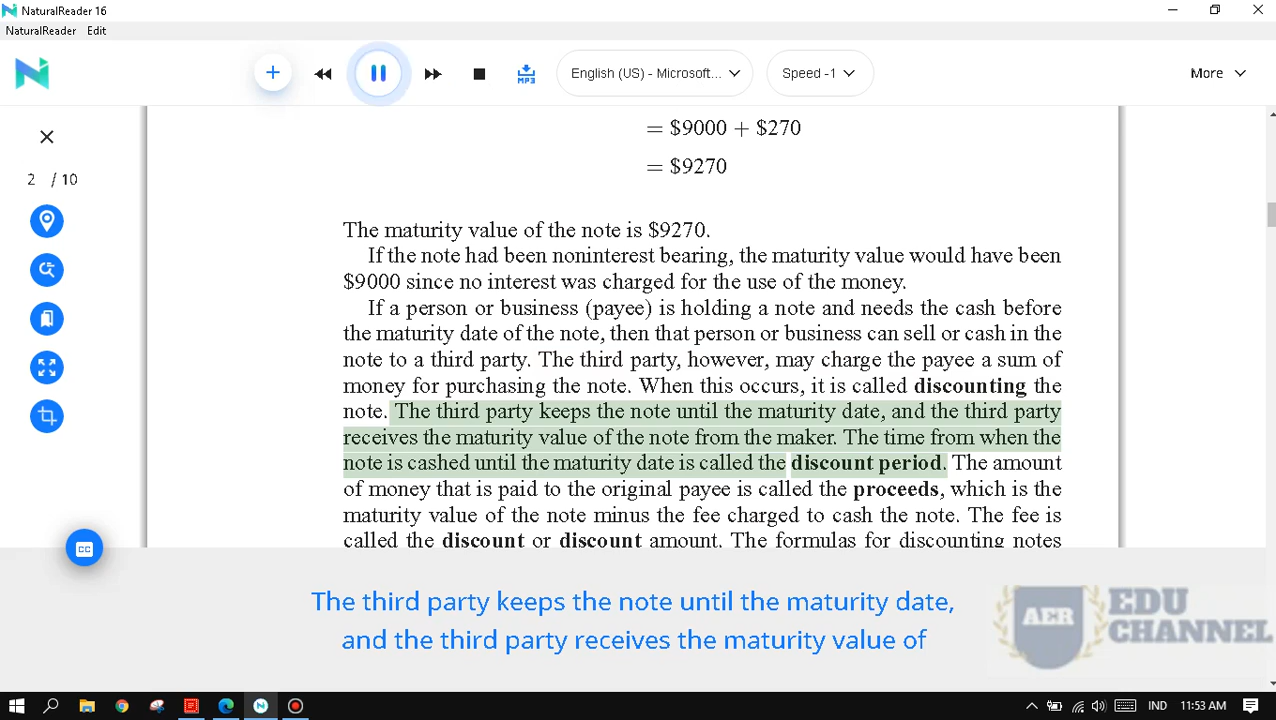 NaturalReader 16
NaturalReader Edit
MP3
English (US) - Microsoft...
Speed -1
More
2 / 10
= $9000 + $270
= $9270
The maturity value of the note is $9270.
If the note had been noninterest bearing, the maturity value would have been
$9000 since no interest was charged for the use of the money.
If a person or business (payee) is holding a note and needs the cash before
the maturity date of the note, then that person or business can sell or cash in the
note to a third party. The third party, however, may charge the payee a sum of
money for purchasing the note. When this occurs, it is called discounting the
note. The third party keeps the note until the maturity date, and the third party
receives the maturity value of the note from the maker. The time from when the
note is cashed until the maturity date is called the discount period. The amount
of money that is paid to the original payee is called the proceeds, which is the
maturity value of the note minus the fee charged to cash the note. The fee is
called the discount or discount amount. The formulas for discounting notes
CC
The third party keeps the note until the maturity date,
and the third party receives the maturity value of
AER
EDU
CHANNEL
IND
11:53 AM